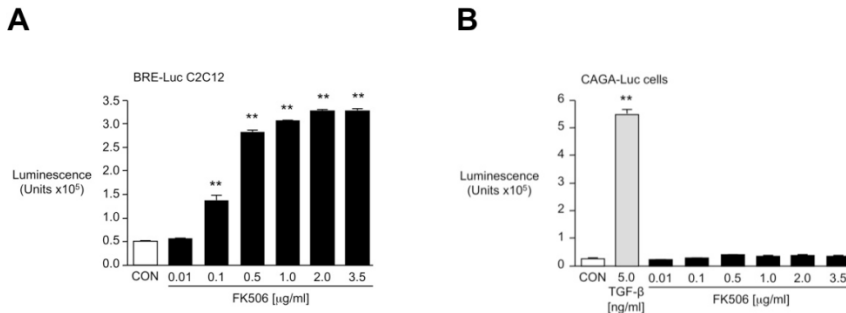 A
BRE-Luc C2C12
3.5
3.0
2.5
2.0
1.5
1.0
0.5
0.0
Luminescence
(Units x10⁵)
** ** ** ** **
CON 0.01 0.1 0.5 1.0 2.0 3.5
FK506 [μg/ml]
B
CAGA-Luc cells
6
5
4
3
2
1
0
Luminescence
(Units x10⁵)
**
CON 5.0 0.01 0.1 0.5 1.0 2.0 3.5
TGF-β
[ng/ml]
FK506 [μg/ml]